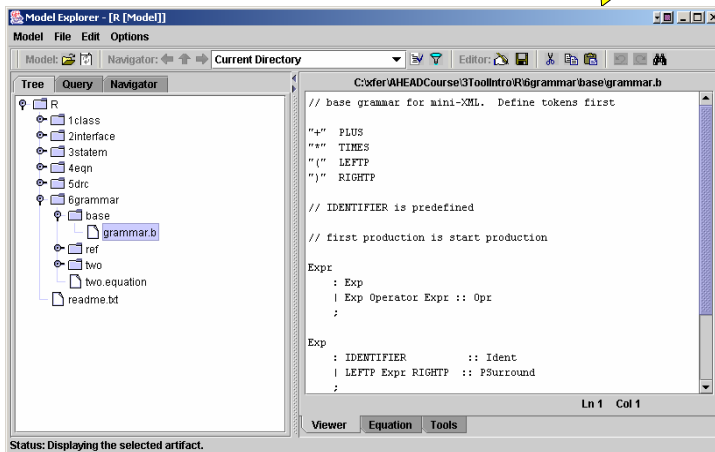 Model Explorer - [R [Model]]
Model File Edit Options
Model: Navigator: Current Directory Editor:
Tree Query Navigator
R
1class
2interface
3statem
4eqn
5drc
6grammar
base
grammar.b
ref
two
two.equation
readme.txt
C:\xfer\AHEADCourse\3ToolIntro\R\6grammar\base\grammar.b
// base grammar for mini-XML. Define tokens first
"+" PLUS
"*" TIMES
"(" LEFTP
")" RIGHTP
// IDENTIFIER is predefined
// first production is start production
Expr
: Exp
| Exp Operator Expr :: Opr
;
Exp
: IDENTIFIER :: Ident
| LEFTP Expr RIGHTP :: PSurround
;
Ln 1 Col 1
Viewer Equation Tools
Status: Displaying the selected artifact.